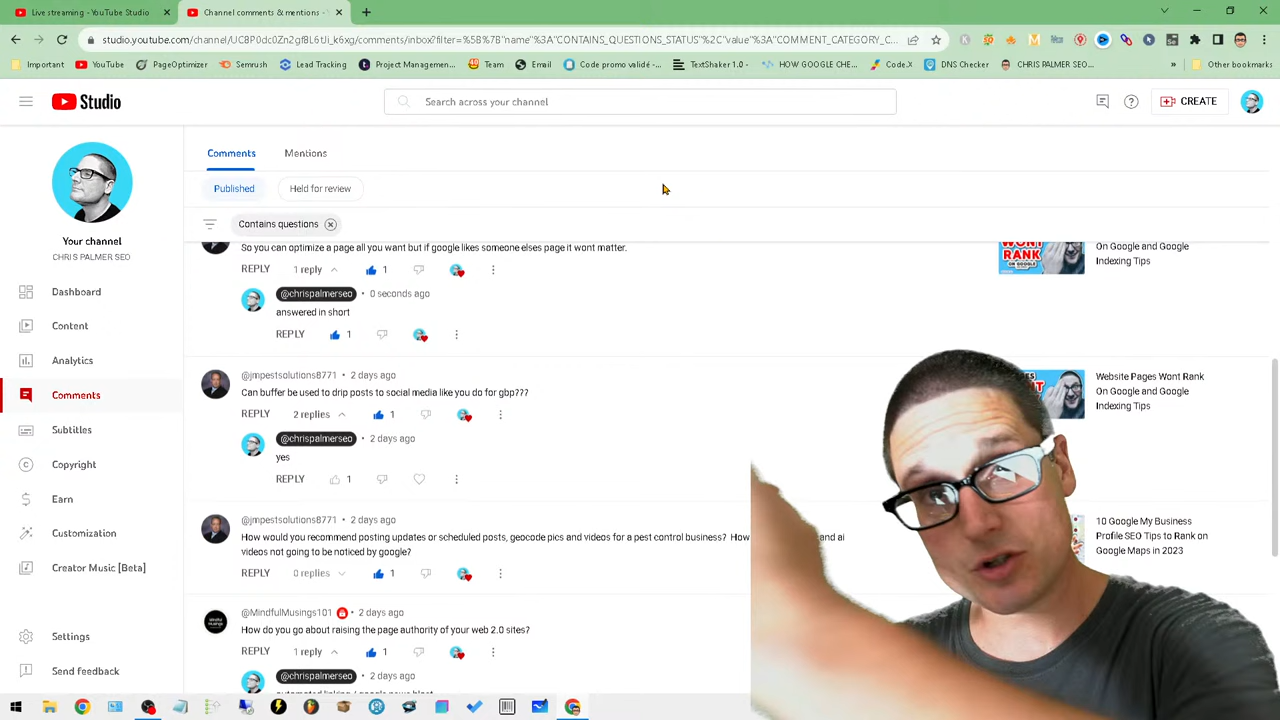 Live streaming - YouTube Studio
Channel comments & mentions -
studio.youtube.com/channel/UC8P0dc0Zn2gf8L6tJi_k6xg/comments/inbox?filter=%5B%7B"name"%3A"CONTAINS_QUESTIONS_STATUS"%2C"value"%3A"COMMENT_CATEGORY_C...
Important
YouTube
PageOptimizer
Semrush
Lead Tracking
Project Managemen...
Team
Email
Code promo validé -...
TextShaker 1.0 -
HOW GOOGLE CHE...
Code.X
DNS Checker
CHRIS PALMER SEO...
Other bookmarks
Studio
Search across your channel
CREATE
Your channel
CHRIS PALMER SEO
Dashboard
Content
Analytics
Comments
Subtitles
Copyright
Earn
Customization
Creator Music [Beta]
Settings
Send feedback
Comments
Mentions
Published
Held for review
Contains questions
So you can optimize a page all you want but if google likes someone elses page it wont matter.
REPLY 1 reply 1
On Google and Google
Indexing Tips
WONT
RANK
@chrispalmerseo • 0 seconds ago
answered in short
REPLY 1
@jmpestsolutions8771 • 2 days ago
Can buffer be used to drip posts to social media like you do for gbp???
REPLY 2 replies 1
Website Pages Wont Rank
On Google and Google
Indexing Tips
@chrispalmerseo • 2 days ago
yes
REPLY 1
@jmpestsolutions8771 • 2 days ago
How would you recommend posting updates or scheduled posts, geocode pics and videos for a pest control business? How
and ai
videos not going to be noticed by google?
REPLY 0 replies 1
10 Google My Business
Profile SEO Tips to Rank on
Google Maps in 2023
@MindfulMusings101 • 2 days ago
How do you go about raising the page authority of your web 2.0 sites?
REPLY 1 reply 1
@chrispalmerseo • 2 days ago
automated linking / google news blast